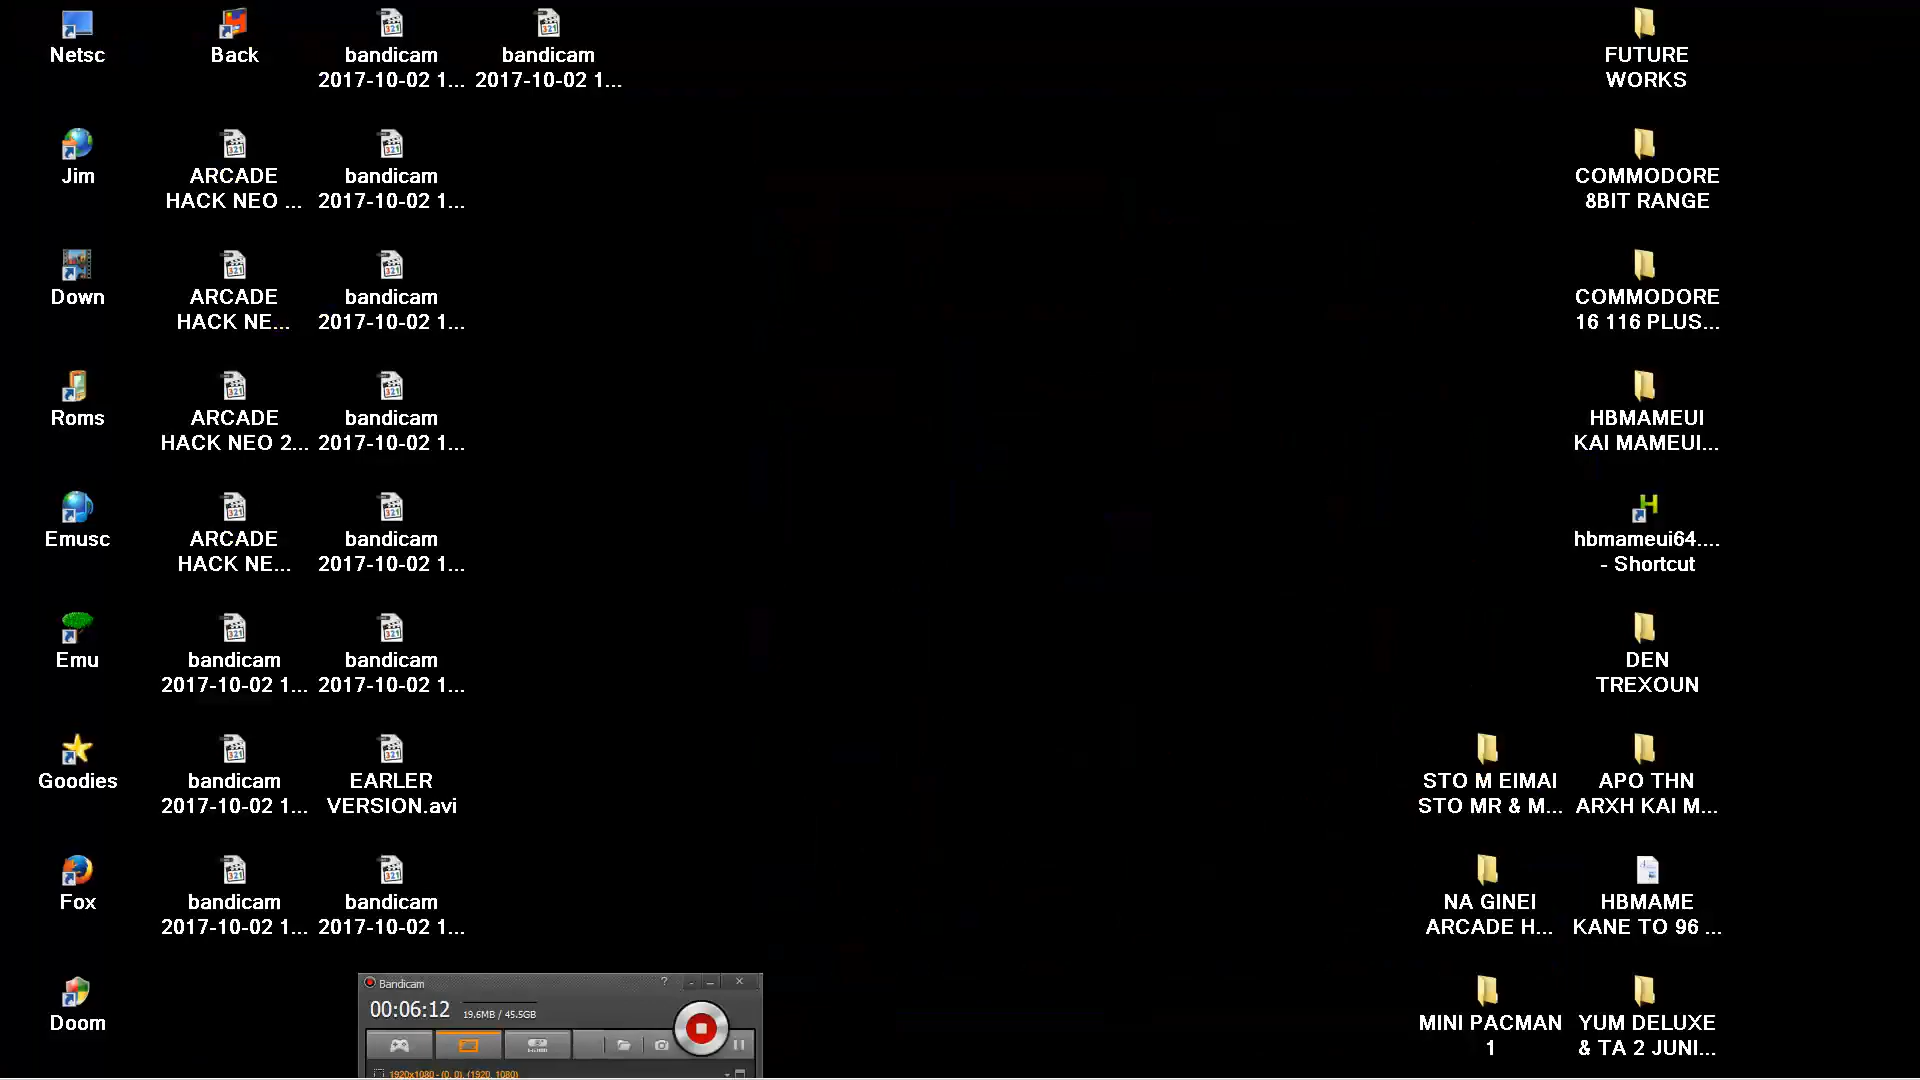 Netsc
Back
bandicam
2017-10-02 1...
bandicam
2017-10-02 1...
FUTURE
WORKS
Jim
ARCADE
HACK NEO ...
bandicam
2017-10-02 1...
COMMODORE
8BIT RANGE
Down
ARCADE
HACK NE...
bandicam
2017-10-02 1...
COMMODORE
16 116 PLUS...
Roms
ARCADE
HACK NEO 2...
bandicam
2017-10-02 1...
HBMAMEUI
KAI MAMEUI...
Emusc
ARCADE
HACK NE...
bandicam
2017-10-02 1...
hbmameui64....
- Shortcut
Emu
bandicam
2017-10-02 1...
bandicam
2017-10-02 1...
DEN
TREXOUN
Goodies
bandicam
2017-10-02 1...
EARLER
VERSION.avi
STO M EIMAI
STO MR & M...
APO THN
ARXH KAI M...
Fox
bandicam
2017-10-02 1...
bandicam
2017-10-02 1...
NA GINEI
ARCADE H...
HBMAME
KANE TO 96 ...
Doom
MINI PACMAN
1
YUM DELUXE
& TA 2 JUNI...
Bandicam
00:06:12
19.6MB / 45.5GB
1920x1080 - (0, 0), (1920, 1080)